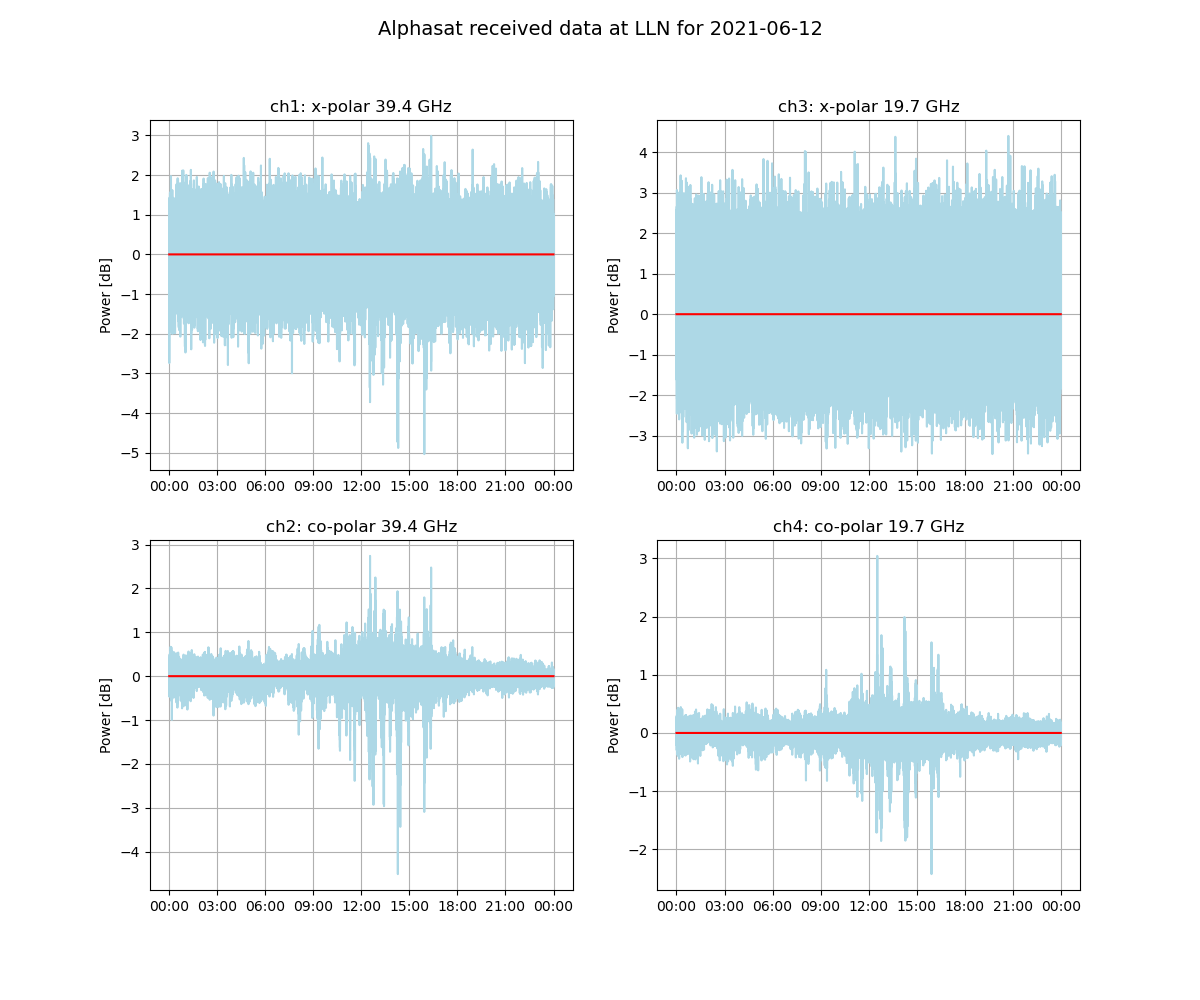 Alphasat received data at LLN for 2021-06-12
ch1: x-polar 39.4 GHz
Power [dB]
3
2
1
0
−1
−2
−3
−4
−5
00:00 03:00 06:00 09:00 12:00 15:00 18:00 21:00 00:00
ch3: x-polar 19.7 GHz
Power [dB]
4
3
2
1
0
−1
−2
−3
00:00 03:00 06:00 09:00 12:00 15:00 18:00 21:00 00:00
ch2: co-polar 39.4 GHz
Power [dB]
3
2
1
0
−1
−2
−3
−4
00:00 03:00 06:00 09:00 12:00 15:00 18:00 21:00 00:00
ch4: co-polar 19.7 GHz
Power [dB]
3
2
1
0
−1
−2
00:00 03:00 06:00 09:00 12:00 15:00 18:00 21:00 00:00